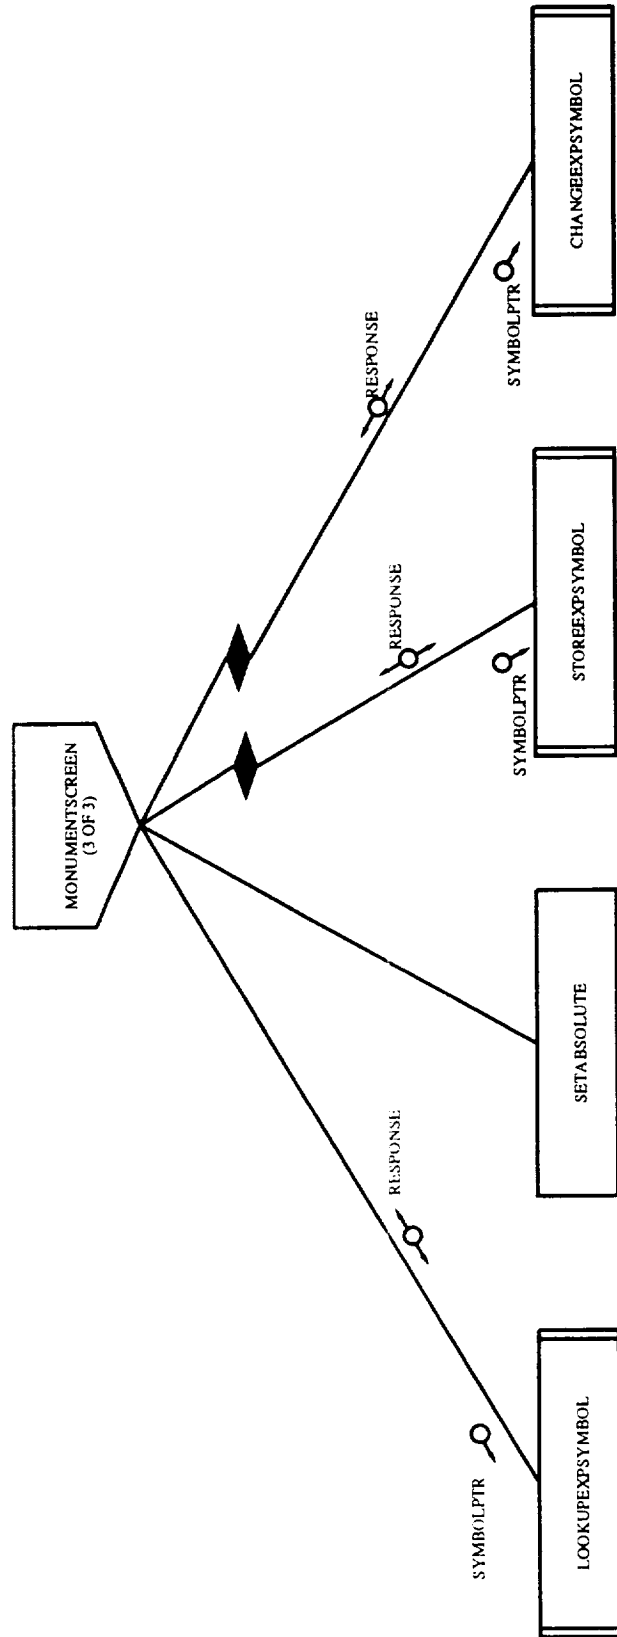 MONUMENTSCREEN
(3 OF 3)
RESPONSE
RESPONSE
RESPONSE
SYMBOLPTR
SYMBOLPTR
SYMBOLPTR
LOOKUPEXPSYMBOL
SETABSOLUTE
STOREEXPSYMBOL
CHANGEEXPSYMBOL